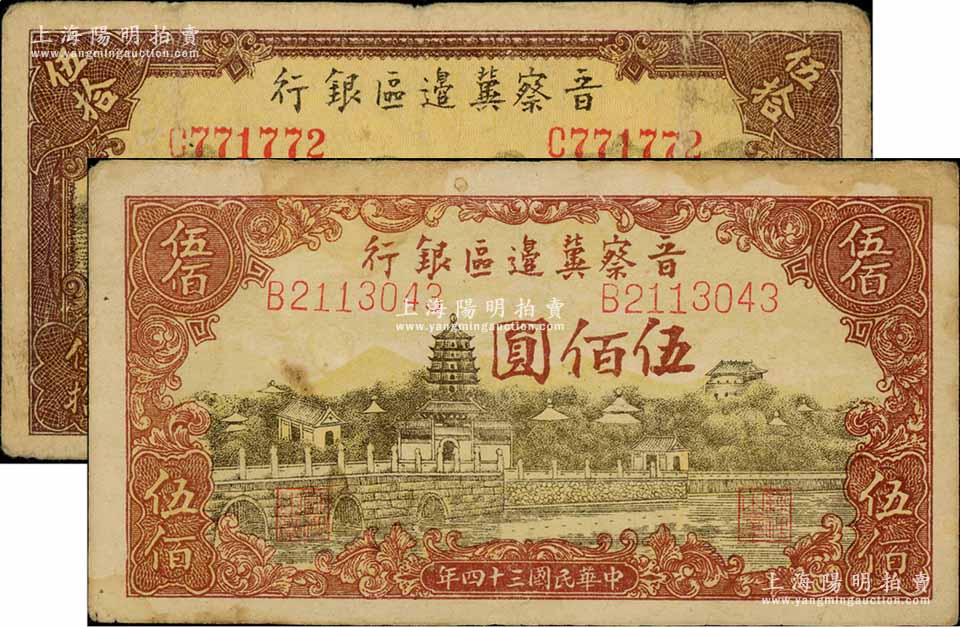 上海陽明拍賣
www.yangmingauction.com
伍拾
伍拾
行銀區邊冀察晋
C771772
C771772
伍佰
伍佰
行銀區邊冀察晋
B2113043
B2113043
上海陽明拍賣
www.yangmingauction.com
圓佰伍
伍佰
伍佰
年四十三國民華中
上海陽明拍賣
www.yangmingauction.com